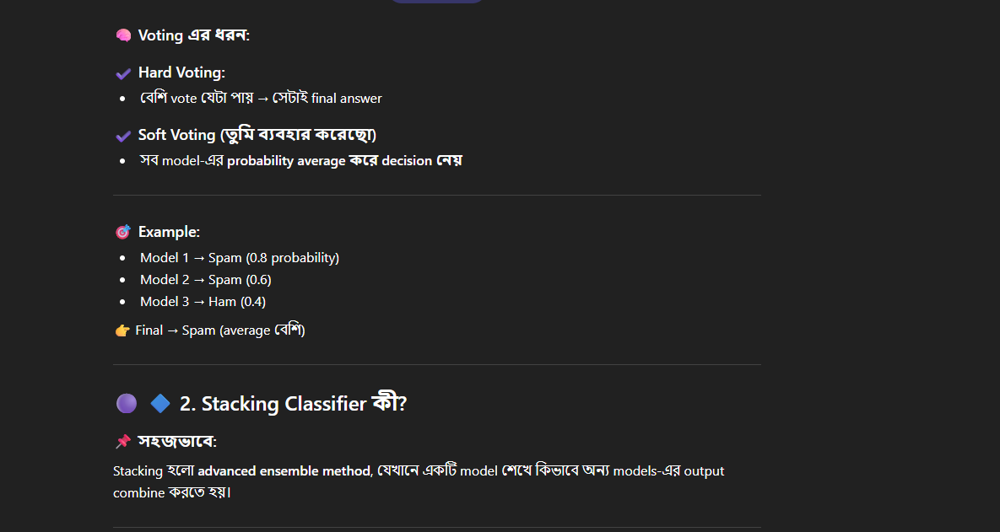 🧠 Voting এর ধরন:
✔ Hard Voting:
• বেশি vote যেটা পায় → সেটাই final answer
✔ Soft Voting (তুমি ব্যবহার করেছো)
• সব model-এর probability average করে decision নেয়
🎯 Example:
• Model 1 → Spam (0.8 probability)
• Model 2 → Spam (0.6)
• Model 3 → Ham (0.4)
👉 Final → Spam (average বেশি)
🟣 🔷 2. Stacking Classifier কী?
📌 সহজভাবে:
Stacking হলো advanced ensemble method, যেখানে একটি model শেখে কিভাবে অন্য models-এর output
combine করতে হয়।